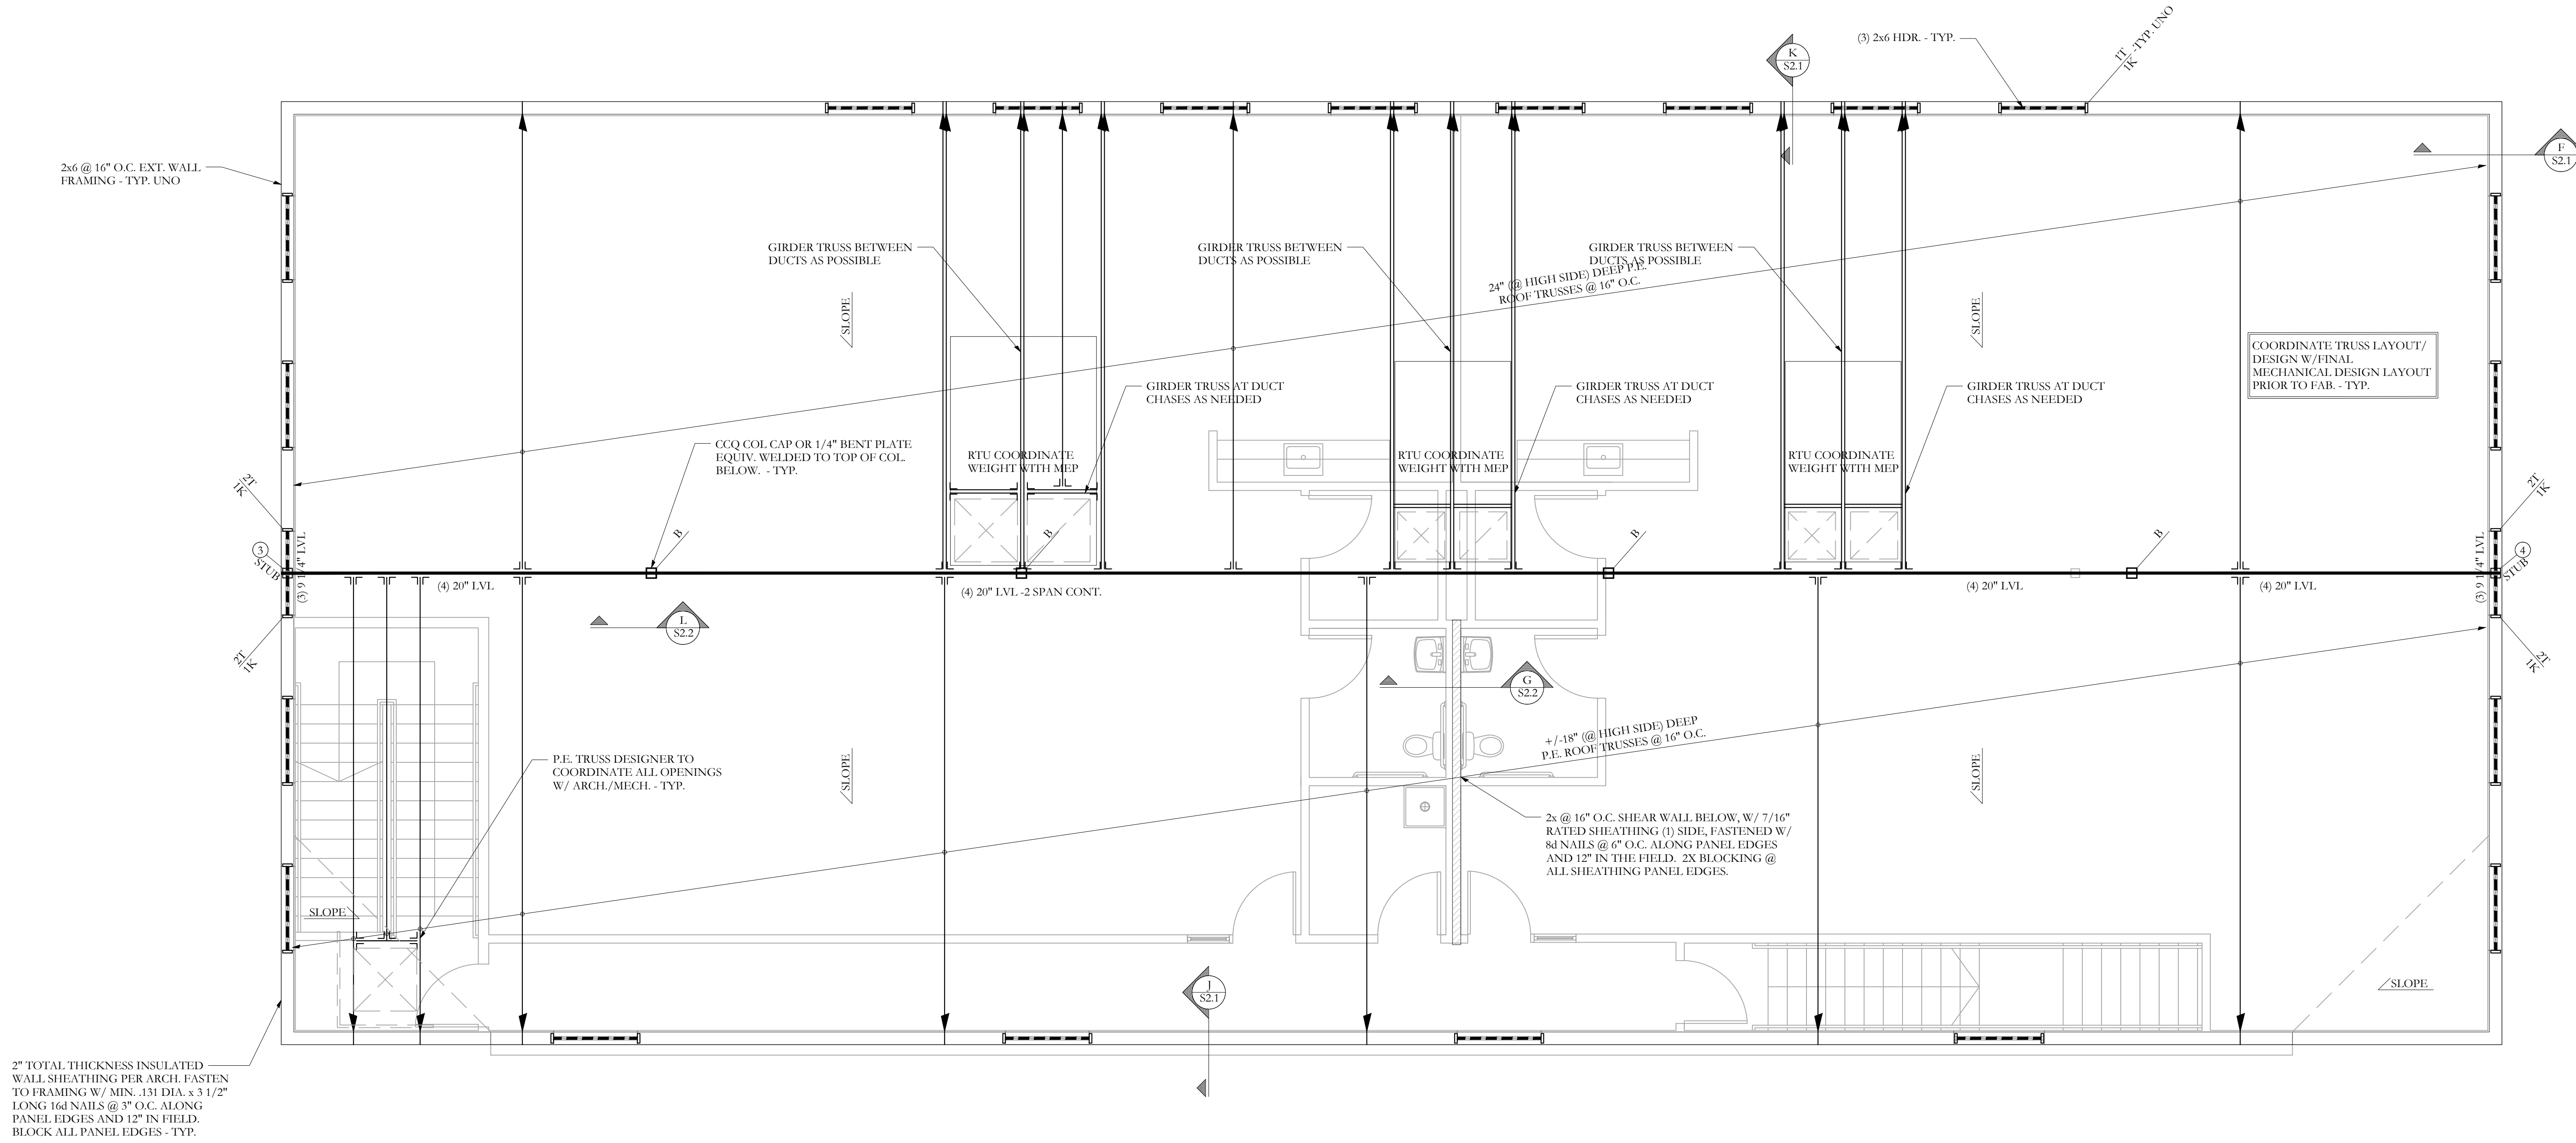 (3) 2x6 HDR. - TYP.
1T
1K
-TYP. UNO
K
S2.1
F
S2.1
2x6 @ 16" O.C. EXT. WALL
FRAMING - TYP. UNO
GIRDER TRUSS BETWEEN
DUCTS AS POSSIBLE
GIRDER TRUSS BETWEEN
DUCTS AS POSSIBLE
GIRDER TRUSS BETWEEN
DUCTS AS POSSIBLE
24" (@ HIGH SIDE) DEEP P.E.
ROOF TRUSSES @ 16" O.C.
SLOPE
SLOPE
COORDINATE TRUSS LAYOUT/
DESIGN W/FINAL
MECHANICAL DESIGN LAYOUT
PRIOR TO FAB. - TYP.
GIRDER TRUSS AT DUCT
CHASES AS NEEDED
GIRDER TRUSS AT DUCT
CHASES AS NEEDED
GIRDER TRUSS AT DUCT
CHASES AS NEEDED
CCQ COL CAP OR 1/4" BENT PLATE
EQUIV. WELDED TO TOP OF COL.
BELOW.  - TYP.
RTU COORDINATE
WEIGHT WITH MEP
RTU COORDINATE
WEIGHT WITH MEP
RTU COORDINATE
WEIGHT WITH MEP
2T
1K
2T
1K
3
STUB
(3) 9 1/4" LVL
B
B
B
B
(3) 9 1/4" LVL
4
STUB
(4) 20" LVL
(4) 20" LVL -2 SPAN CONT.
(4) 20" LVL
(4) 20" LVL
L
S2.2
2T
1K
2T
1K
G
S2.2
+/-18" (@ HIGH SIDE) DEEP
P.E. ROOF TRUSSES @ 16" O.C.
P.E. TRUSS DESIGNER TO
COORDINATE ALL OPENINGS
W/ ARCH./MECH. - TYP.
SLOPE
SLOPE
2x @ 16" O.C. SHEAR WALL BELOW, W/ 7/16"
RATED SHEATHING (1) SIDE, FASTENED W/
8d NAILS @ 6" O.C. ALONG PANEL EDGES
AND 12" IN THE FIELD.  2X BLOCKING @
ALL SHEATHING PANEL EDGES.
SLOPE
J
S2.1
SLOPE
2" TOTAL THICKNESS INSULATED
WALL SHEATHING PER ARCH. FASTEN
TO FRAMING W/ MIN. .131 DIA. x 3 1/2"
LONG 16d NAILS @ 3" O.C. ALONG
PANEL EDGES AND 12" IN FIELD.
BLOCK ALL PANEL EDGES - TYP.